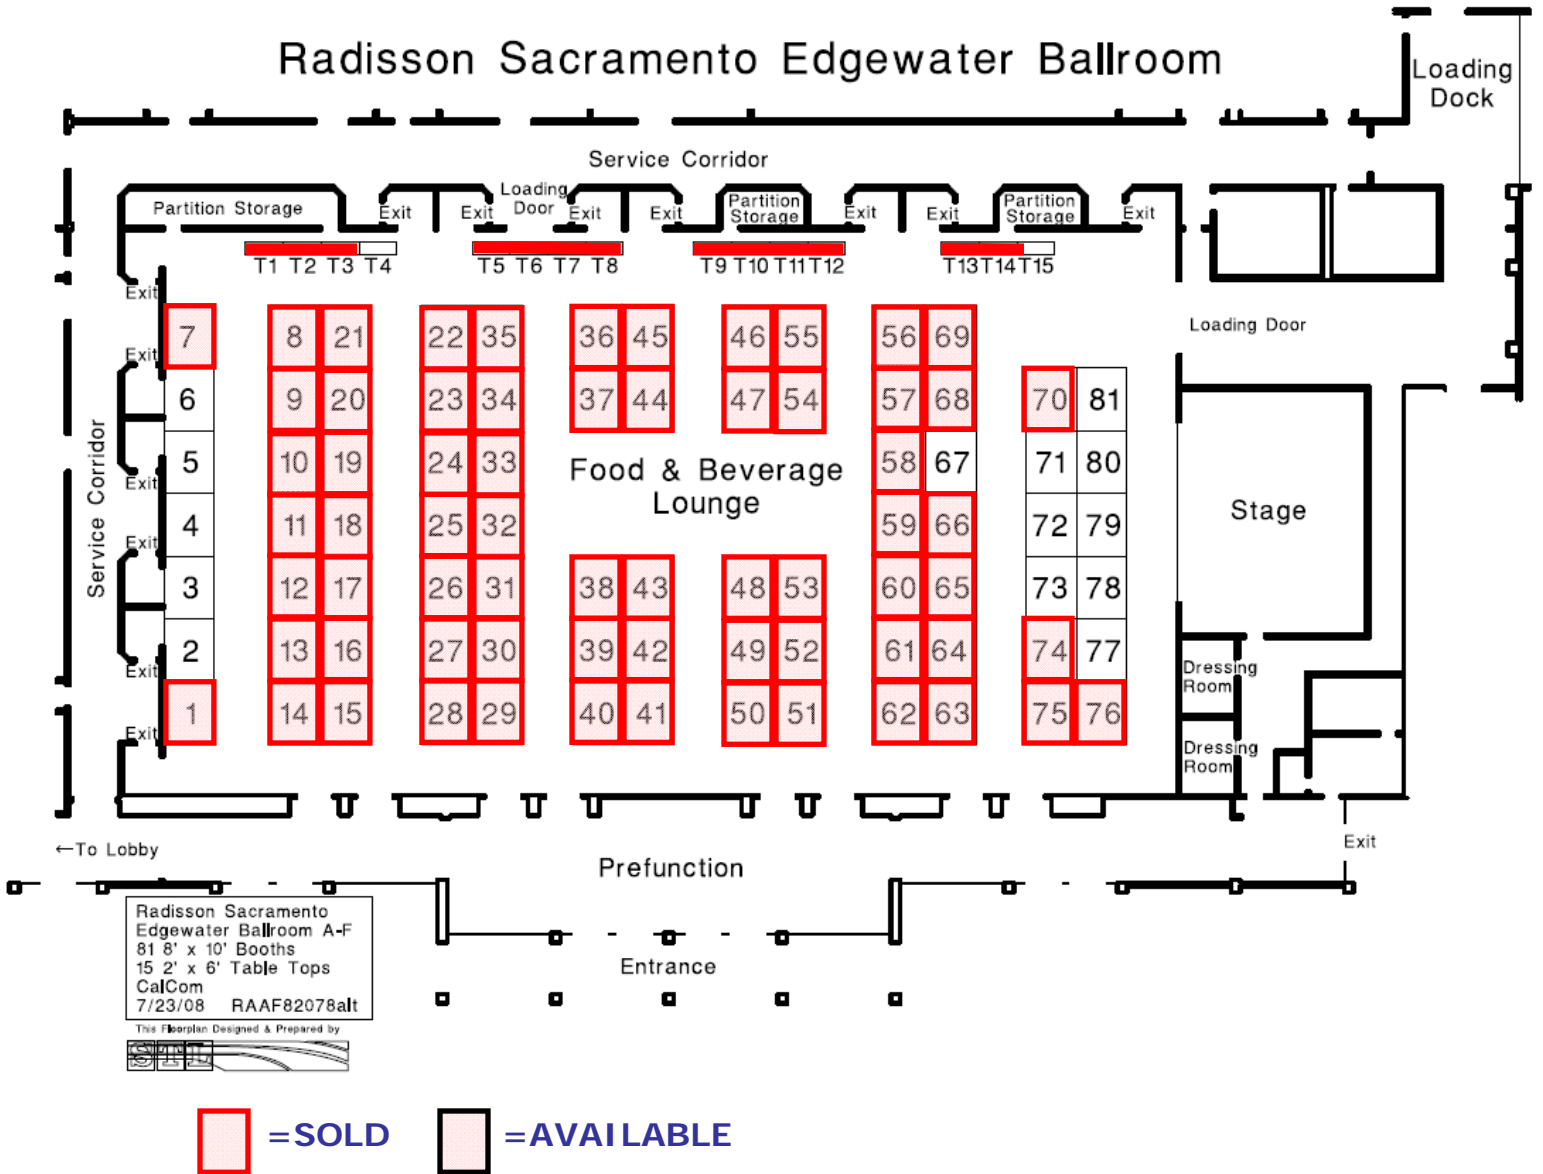 Radisson Sacramento Edgewater Ballroom
Loading
Dock
Service Corridor
Partition Storage
Exit
Exit
Loading
Door
Exit
Exit
Partition
Storage
Exit
Exit
Partition
Storage
Exit
T1 T2 T3 T4
T5 T6 T7 T8
T9 T10 T11 T12
T13 T14 T15
Exit
Loading Door
7 8 21 22 35 36 45 46 55 56 69
Exit
6 9 20 23 34 37 44 47 54 57 68 70 81
5 10 19 24 33 58 67 71 80
Food & Beverage
Lounge
Exit
Service Corridor
4 11 18 25 32 59 66 72 79
Stage
Exit
3 12 17 26 31 38 43 48 53 60 65 73 78
2 13 16 27 30 39 42 49 52 61 64 74 77
Exit
Dressing
Room
1 14 15 28 29 40 41 50 51 62 63 75 76
Exit
Dressing
Room
←To Lobby
Prefunction
Exit
Entrance
Radisson Sacramento
Edgewater Ballroom A-F
81 8' x 10' Booths
15 2' x 6' Table Tops
CalCom
7/23/08 RAAF82078alt
This Floorplan Designed & Prepared by
STL
=SOLD
=AVAILABLE